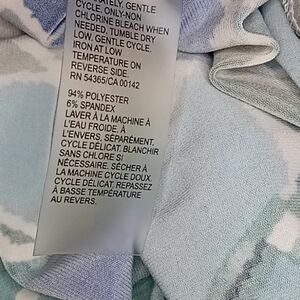 SEPARATELY, GENTLE
CYCLE. ONLY-NON
CHLORINE BLEACH WHEN
NEEDED. TUMBLE DRY
LOW, GENTLE CYCLE.
IRON AT LOW
TEMPERATURE ON
REVERSE SIDE.
RN 54365/CA 00142
94% POLYESTER
6% SPANDEX
LAVER À LA MACHINE À
L'EAU FROIDE, À
L'ENVERS, SÉPARÉMENT.
CYCLE DÉLICAT. BLANCHIR
SANS CHLORE SI
NÉCESSAIRE. SÉCHER À
LA MACHINE CYCLE DOUX.
CYCLE DÉLICAT. REPASSEZ
À BASSE TEMPÉRATURE
AU REVERS.